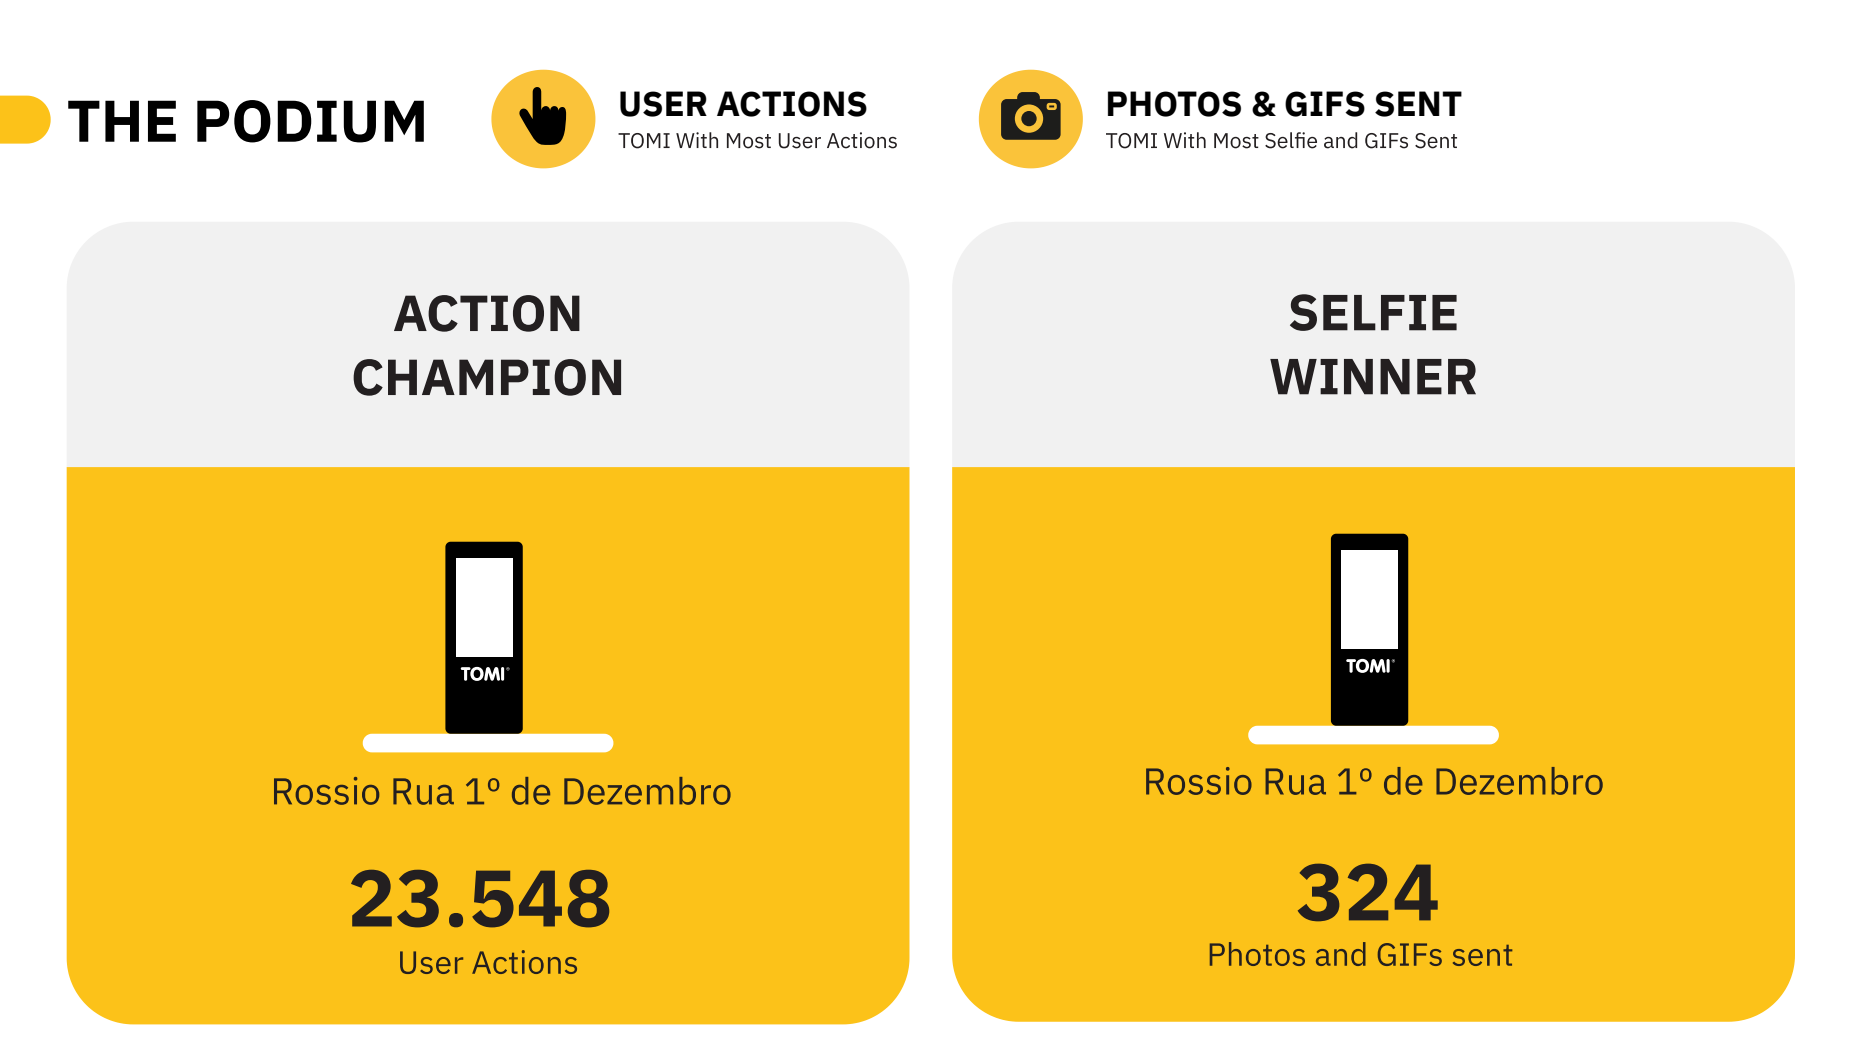 THE PODIUM
USER ACTIONS
TOMI With Most User Actions
PHOTOS & GIFS SENT
TOMI With Most Selfie and GIFs Sent
ACTION
CHAMPION
TOMI®
Rossio Rua 1º de Dezembro
23.548
User Actions
SELFIE
WINNER
TOMI®
Rossio Rua 1º de Dezembro
324
Photos and GIFs sent